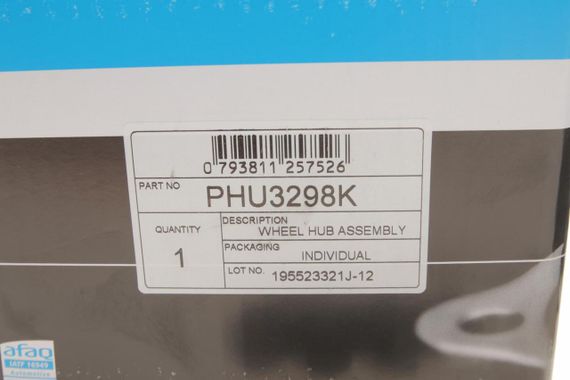 0 793811 257526
PART NO PHU3298K
QUANTITY 1
DESCRIPTION
WHEEL HUB ASSEMBLY
PACKAGING
INDIVIDUAL
LOT NO. 195523321J-12
afaq
IATF 16949
Automotive